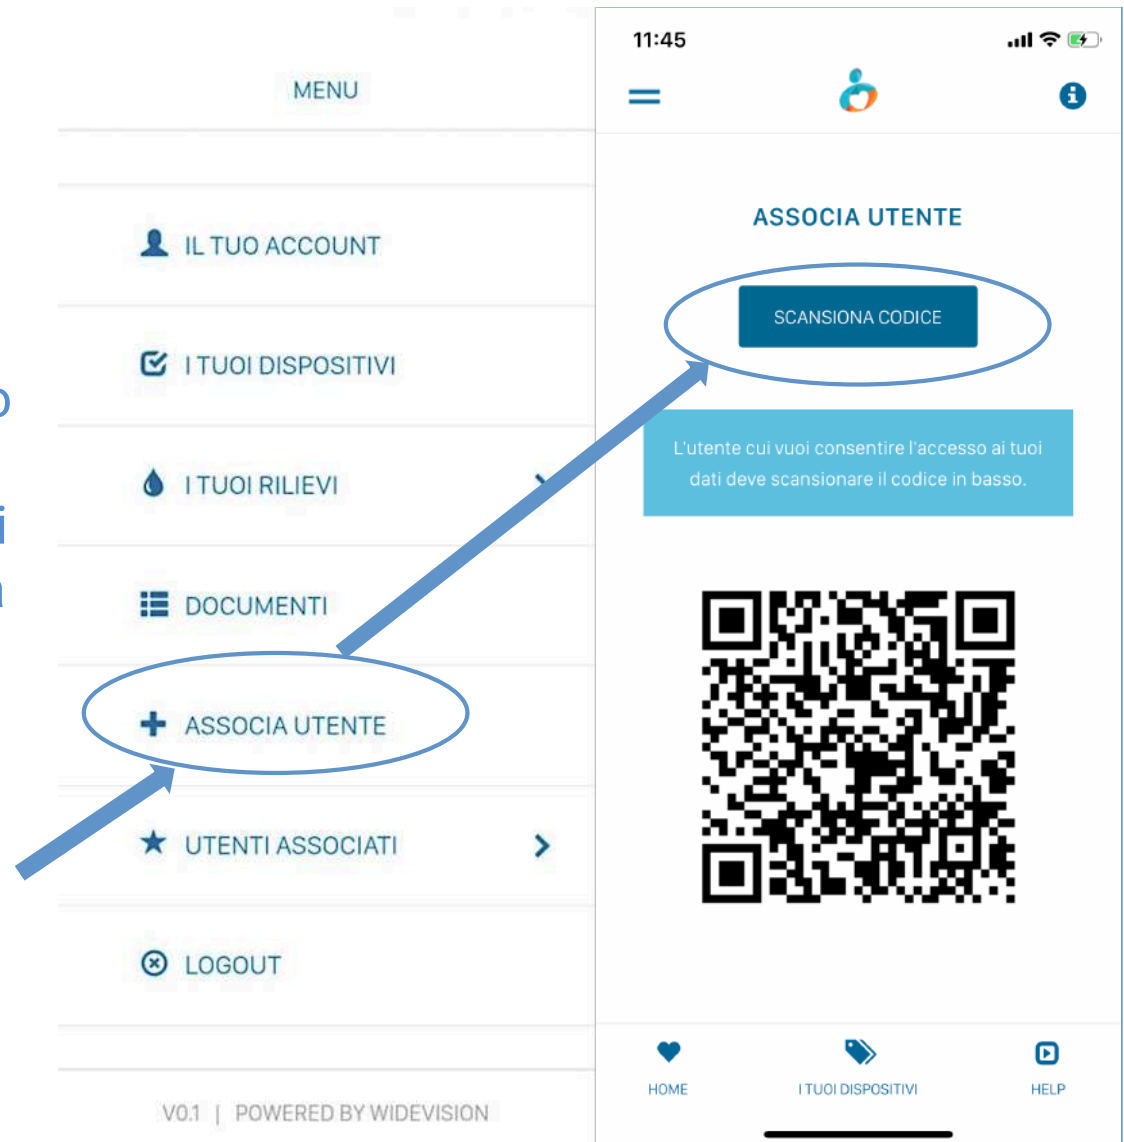 MENU
IL TUO ACCOUNT
I TUOI DISPOSITIVI
I TUOI RILIEVI
DOCUMENTI
ASSOCIA UTENTE
UTENTI ASSOCIATI
LOGOUT
V0.1 | POWERED BY WIDEVISION
11:45
ASSOCIA UTENTE
SCANSIONA CODICE
L'utente cui vuoi consentire l'accesso ai tuoi
dati deve scansionare il codice in basso.
HOME
I TUOI DISPOSITIVI
HELP